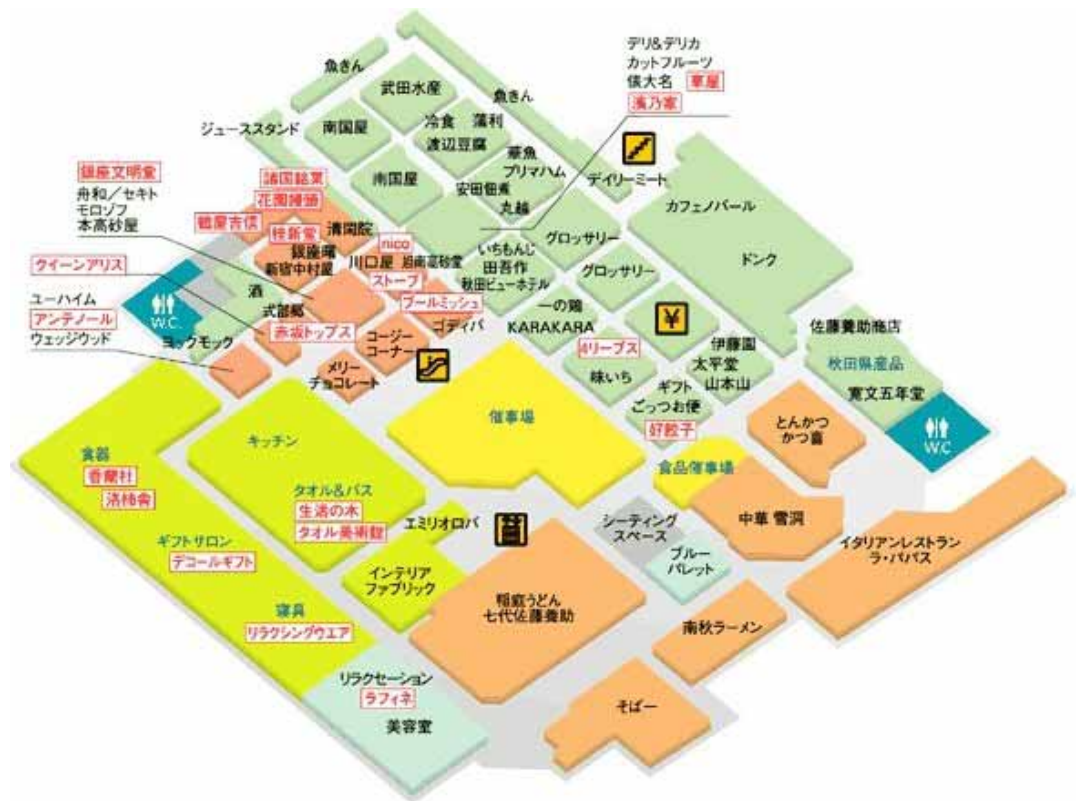 魚きん
武田水産
魚きん
デリ&デリカ
カットフルーツ
俵大名
濱乃家
ジューススタンド
南国屋
冷食 蒲利
渡辺豆腐
南国屋
プリマハム
安田佃煮
丸越
デイリーミート
カフェノバール
ドンク
グロッサリー
グロッサリー
銀座文明堂
舟和/セキト
モロゾフ
本高砂屋
諸国銘菓
花園饅頭
鶴屋吉信
桂新堂
清閑院
銀座曙
新宿中村屋
nico
川口屋 旭南高砂堂
ストーブ
ブールミッシュ
ゴディバ
いちもんじ
田吾作
秋田ビューホテル
一の鶏
KARAKARA
¥
4リーブス
味いち
伊藤園
太平堂
山本山
ギフト
ごっつお便
好餃子
佐藤養助商店
秋田県産品
寛文五年堂
W.C.
クイーンアリス
ユーハイム
アンテノール
ウェッジウッド
W.C.
酒
式部郷
赤坂トップス
ヨックモック
コージー
コーナー
メリー
チョコレート
催事場
食品催事場
とんかつ
かつ喜
中華 雪洞
イタリアンレストラン
ラ・パパス
食器
香蘭社
洛柿舎
キッチン
タオル&バス
生活の木
タオル美術館
エミリオロバ
シーティング
スペース
ブルー
パレット
ギフトサロン
デコールギフト
インテリア
ファブリック
稲庭うどん
七代佐藤養助
南秋ラーメン
寝具
リラクシングウエア
リラクセーション
ラフィネ
美容室
そばー